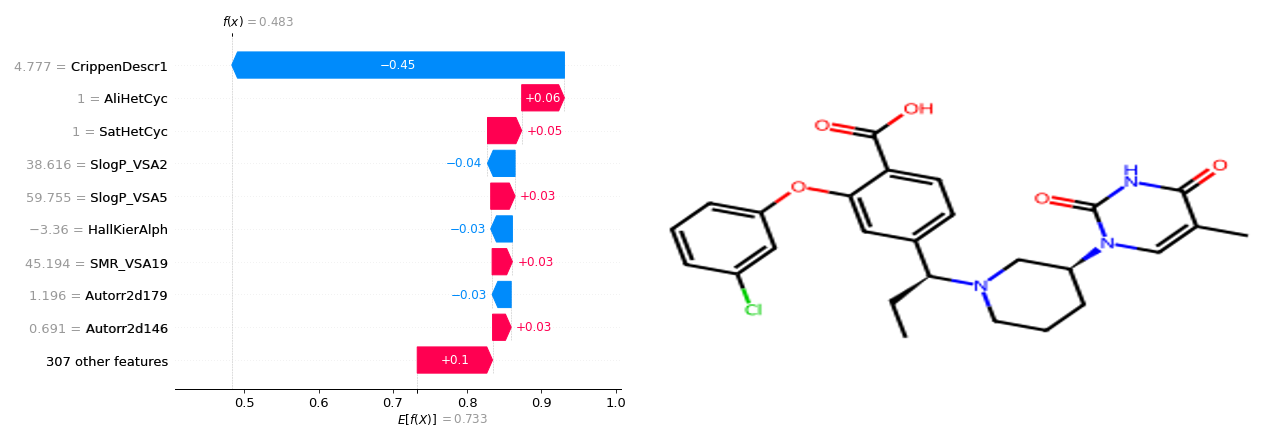 f(x) = 0.483
4.777 = CrippenDescr1
−0.45
1 = AliHetCyc
+0.06
1 = SatHetCyc
+0.05
38.616 = SlogP_VSA2
−0.04
59.755 = SlogP_VSA5
+0.03
−3.36 = HallKierAlph
−0.03
45.194 = SMR_VSA19
+0.03
1.196 = Autorr2d179
−0.03
0.691 = Autorr2d146
+0.03
307 other features
+0.1
0.5 0.6 0.7 0.8 0.9 1.0
E[f(X)] = 0.733
O
OH
O
Cl
N
N
O
H
N
O